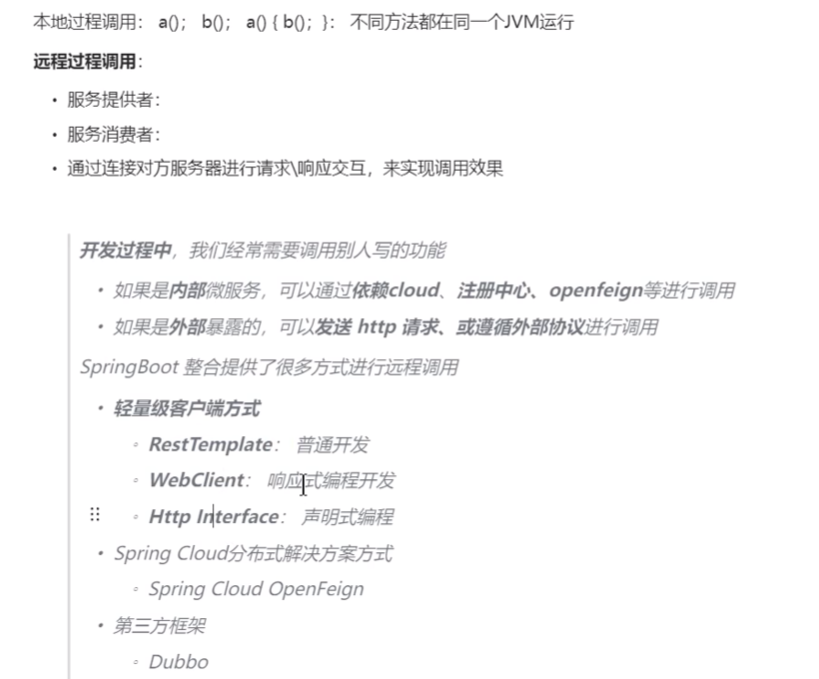 本地过程调用： a()； b()； a() { b()；}： 不同方法都在同一个JVM运行
远程过程调用：
• 服务提供者：
• 服务消费者：
• 通过连接对方服务器进行请求\响应交互，来实现调用效果
开发过程中，我们经常需要调用别人写的功能
• 如果是内部微服务，可以通过依赖cloud、注册中心、openfeign等进行调用
• 如果是外部暴露的，可以发送 http 请求、或遵循外部协议进行调用
SpringBoot 整合提供了很多方式进行远程调用
• 轻量级客户端方式
◦ RestTemplate： 普通开发
◦ WebClient： 响应式编程开发
◦ Http Interface： 声明式编程
• Spring Cloud分布式解决方案方式
◦ Spring Cloud OpenFeign
• 第三方框架
◦ Dubbo